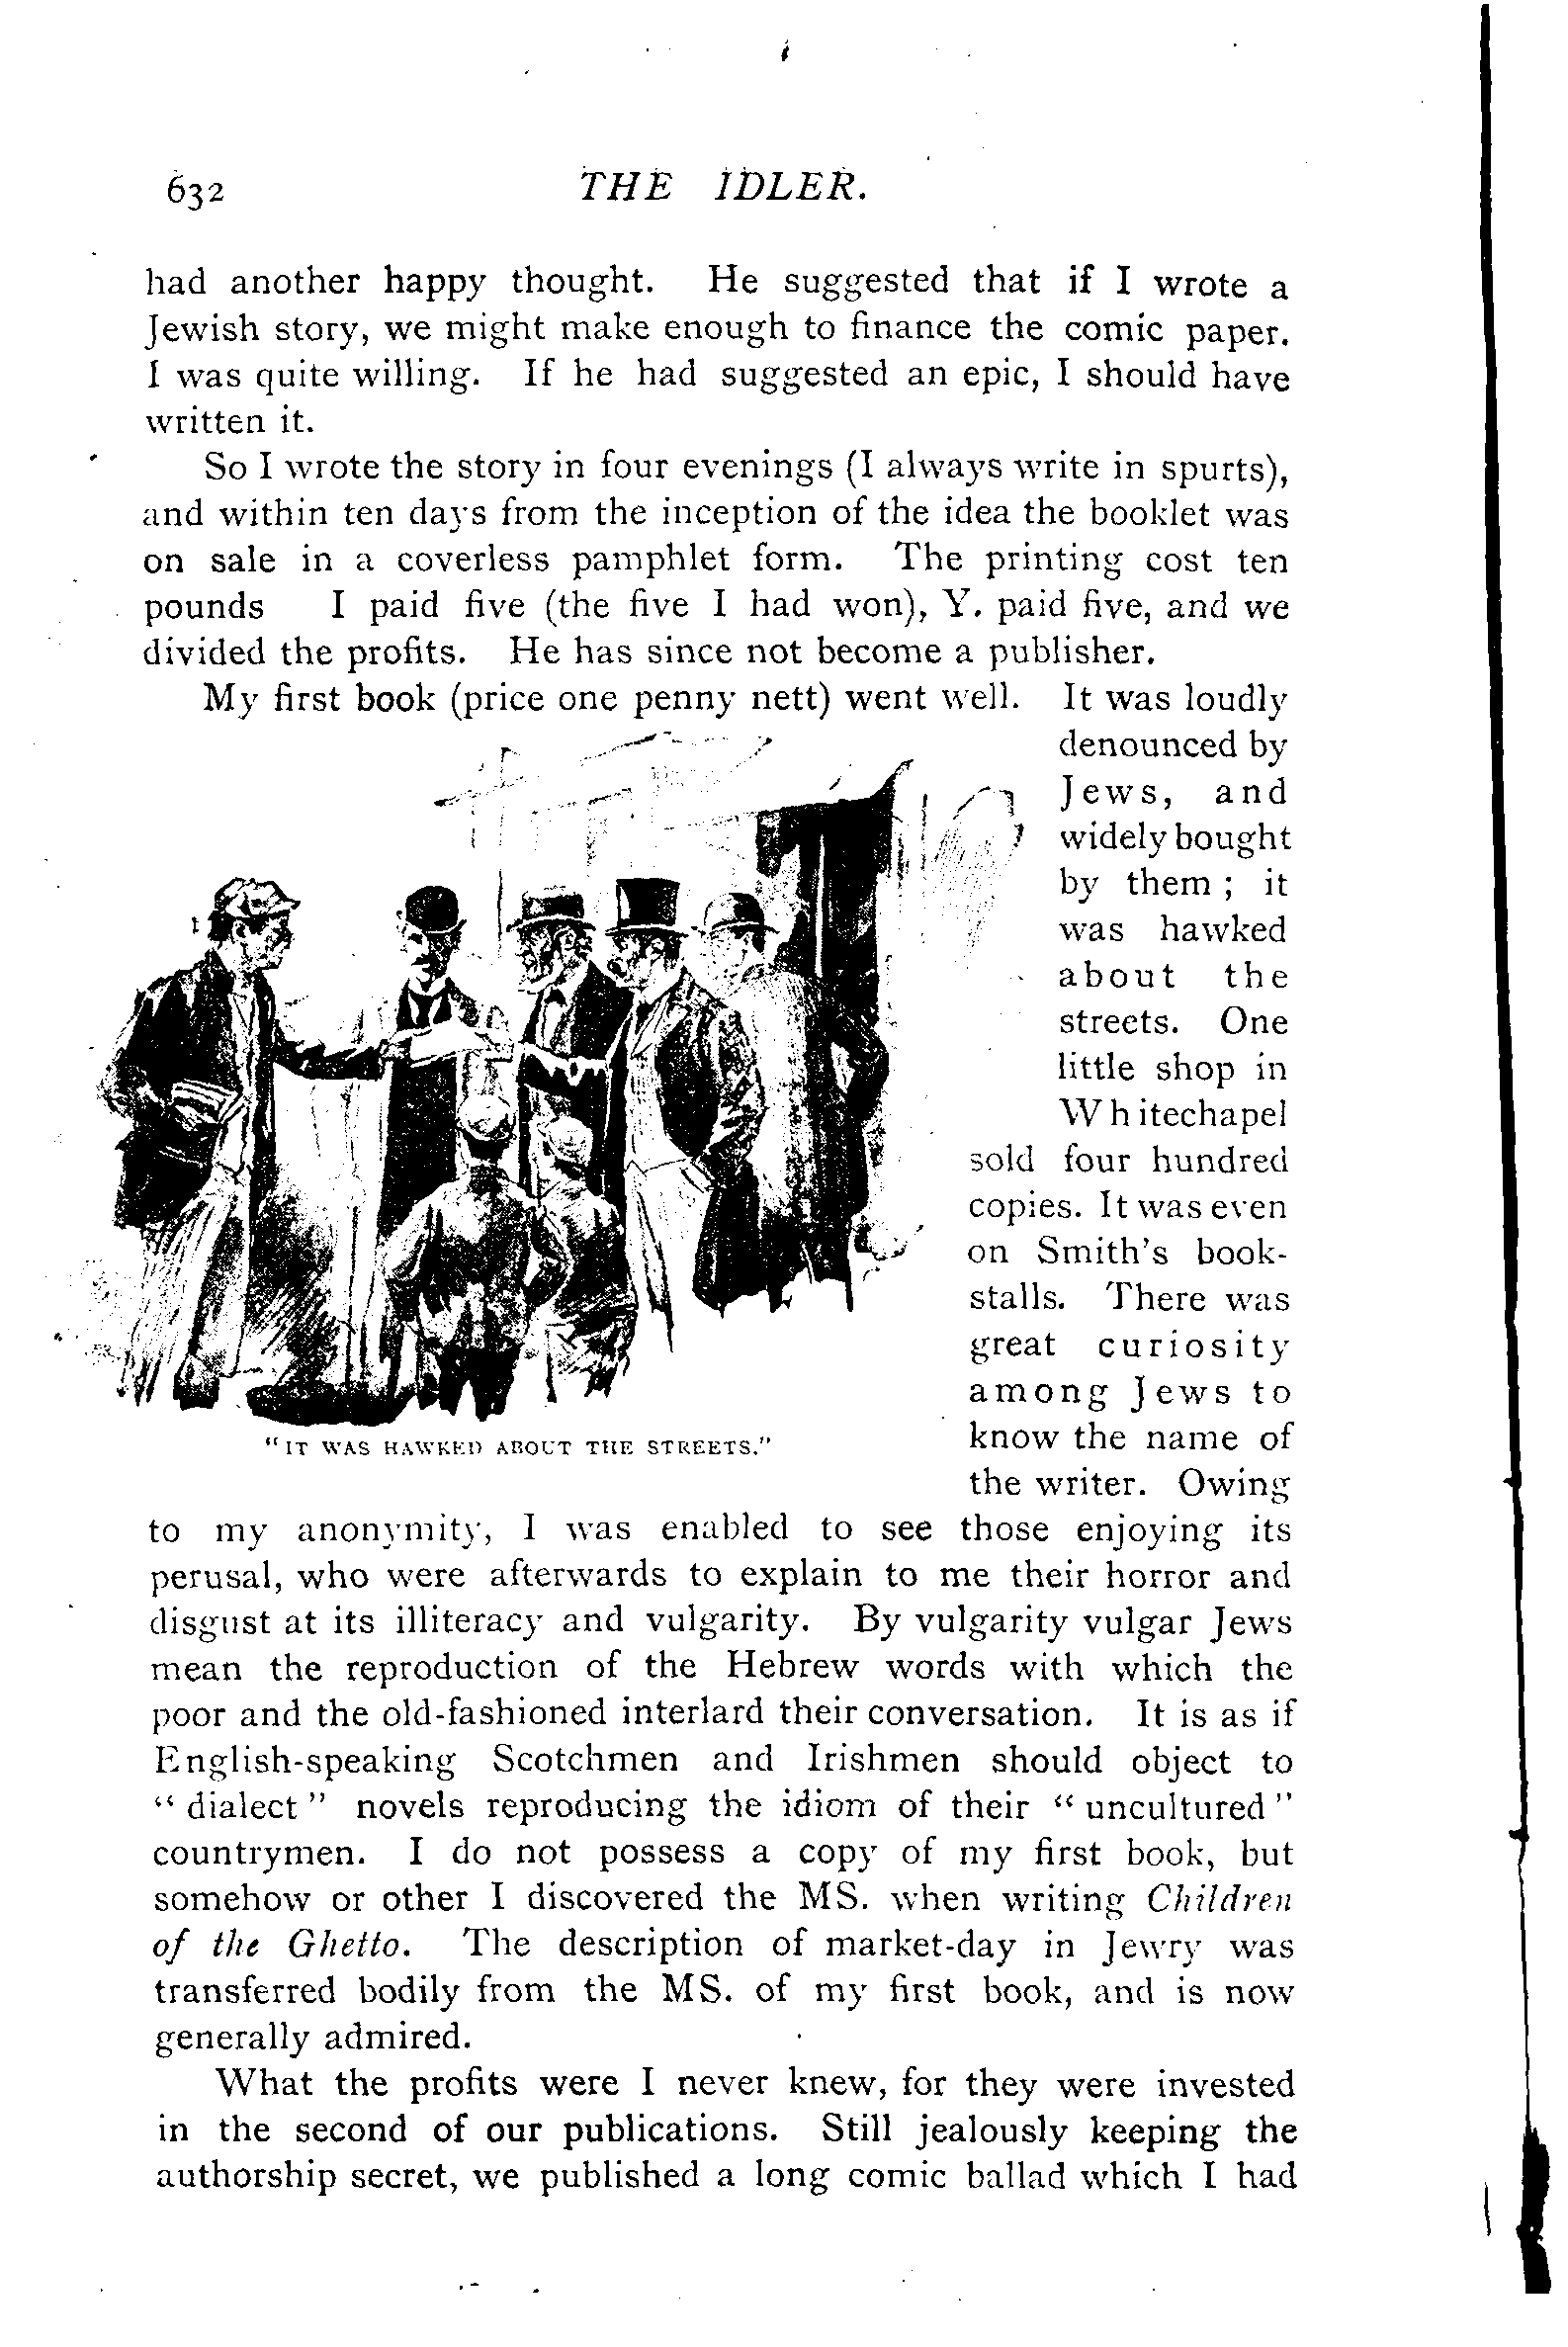 632 THE IDLER.
had another happy thought. He suggested that if I wrote a
Jewish story, we might make enough to finance the comic paper.
I was quite willing. If he had suggested an epic, I should have
written it.
So I wrote the story in four evenings (I always write in spurts),
and within ten days from the inception of the idea the booklet was
on sale in a coverless pamphlet form. The printing cost ten
pounds I paid five (the five I had won), Y. paid five, and we
divided the profits. He has since not become a publisher.
My first book (price one penny nett) went well. It was loudly
denounced by
Jews, and
widely bought
by them ; it
was hawked
about the
streets. One
little shop in
Whitechapel
sold four hundred
copies. It was even
on Smith's book-
stalls. There was
great curiosity
among Jews to
know the name of
the writer. Owing
"IT WAS HAWKED ABOUT THE STREETS."
to my anonymity, I was enabled to see those enjoying its
perusal, who were afterwards to explain to me their horror and
disgust at its illiteracy and vulgarity. By vulgarity vulgar Jews
mean the reproduction of the Hebrew words with which the
poor and the old-fashioned interlard their conversation. It is as if
English-speaking Scotchmen and Irishmen should object to
" dialect " novels reproducing the idiom of their " uncultured "
countrymen. I do not possess a copy of my first book, but
somehow or other I discovered the MS. when writing Children
of the Ghetto. The description of market-day in Jewry was
transferred bodily from the MS. of my first book, and is now
generally admired.
What the profits were I never knew, for they were invested
in the second of our publications. Still jealously keeping the
authorship secret, we published a long comic ballad which I had